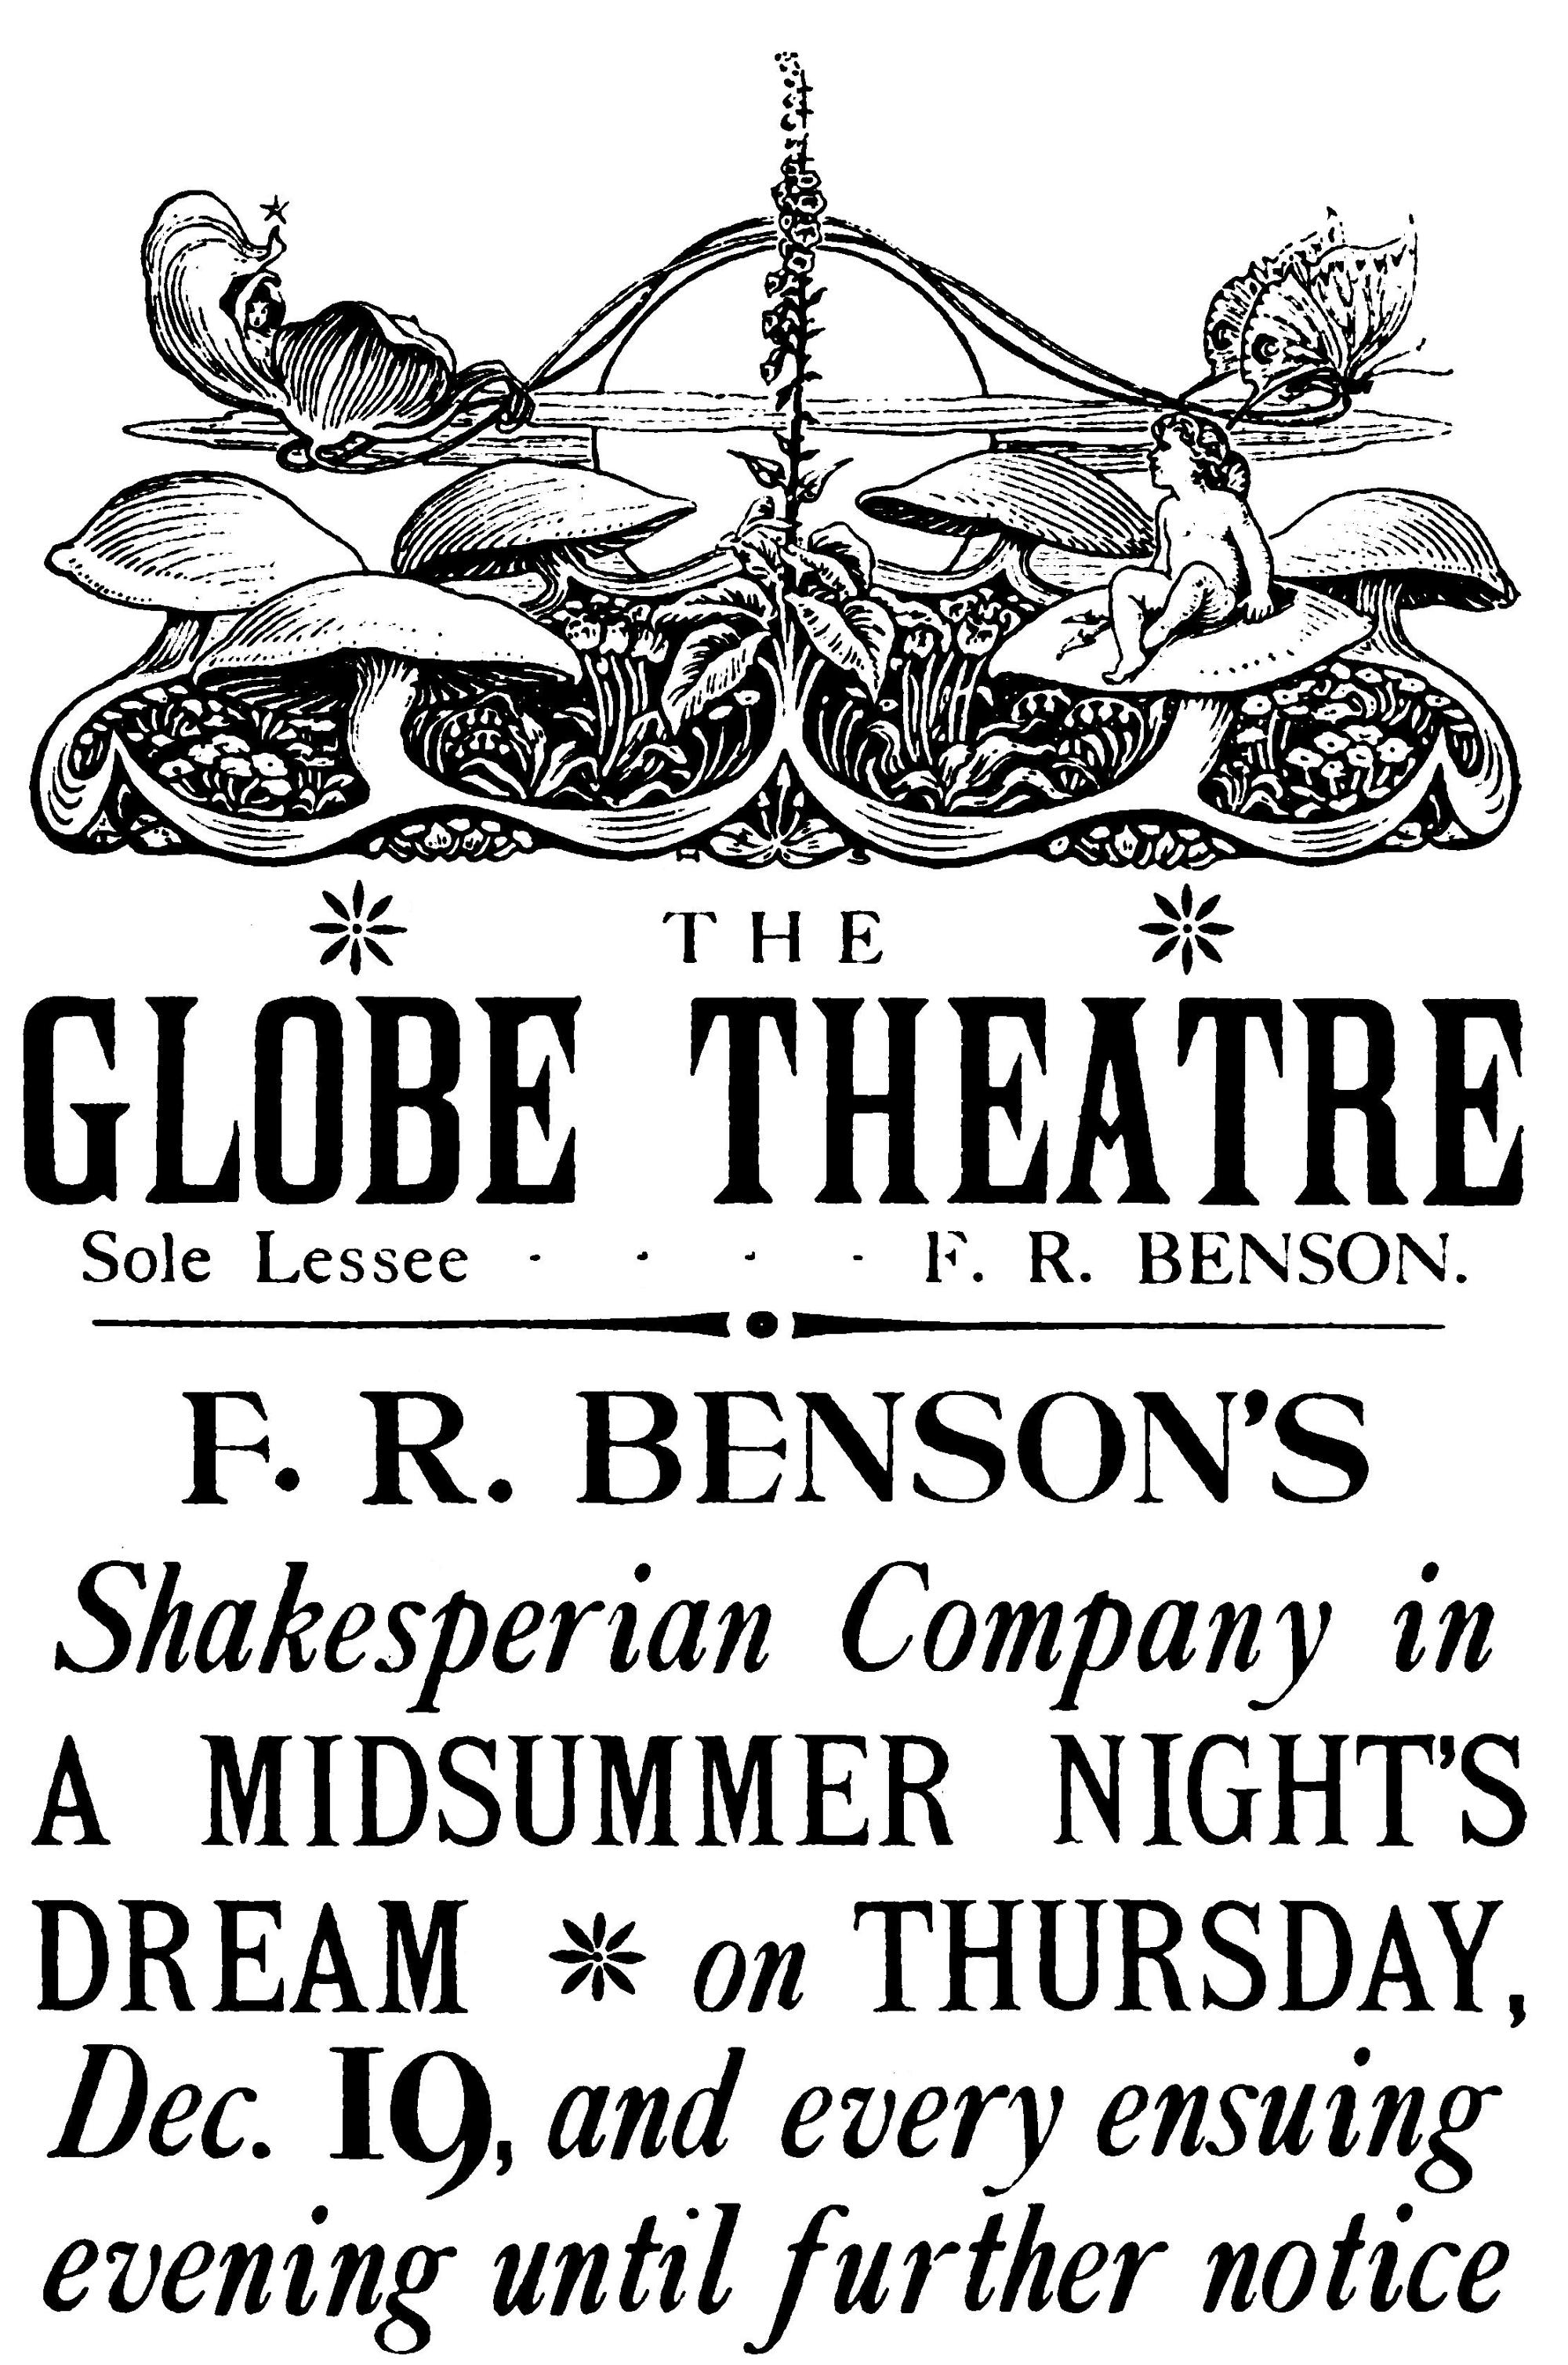 THE
GLOBE THEATRE
Sole Lessee - - - - F. R. BENSON.
F. R. BENSON'S
Shakesperian Company in
A MIDSUMMER NIGHT'S
DREAM * on THURSDAY,
Dec. 19, and every ensuing
evening until further notice